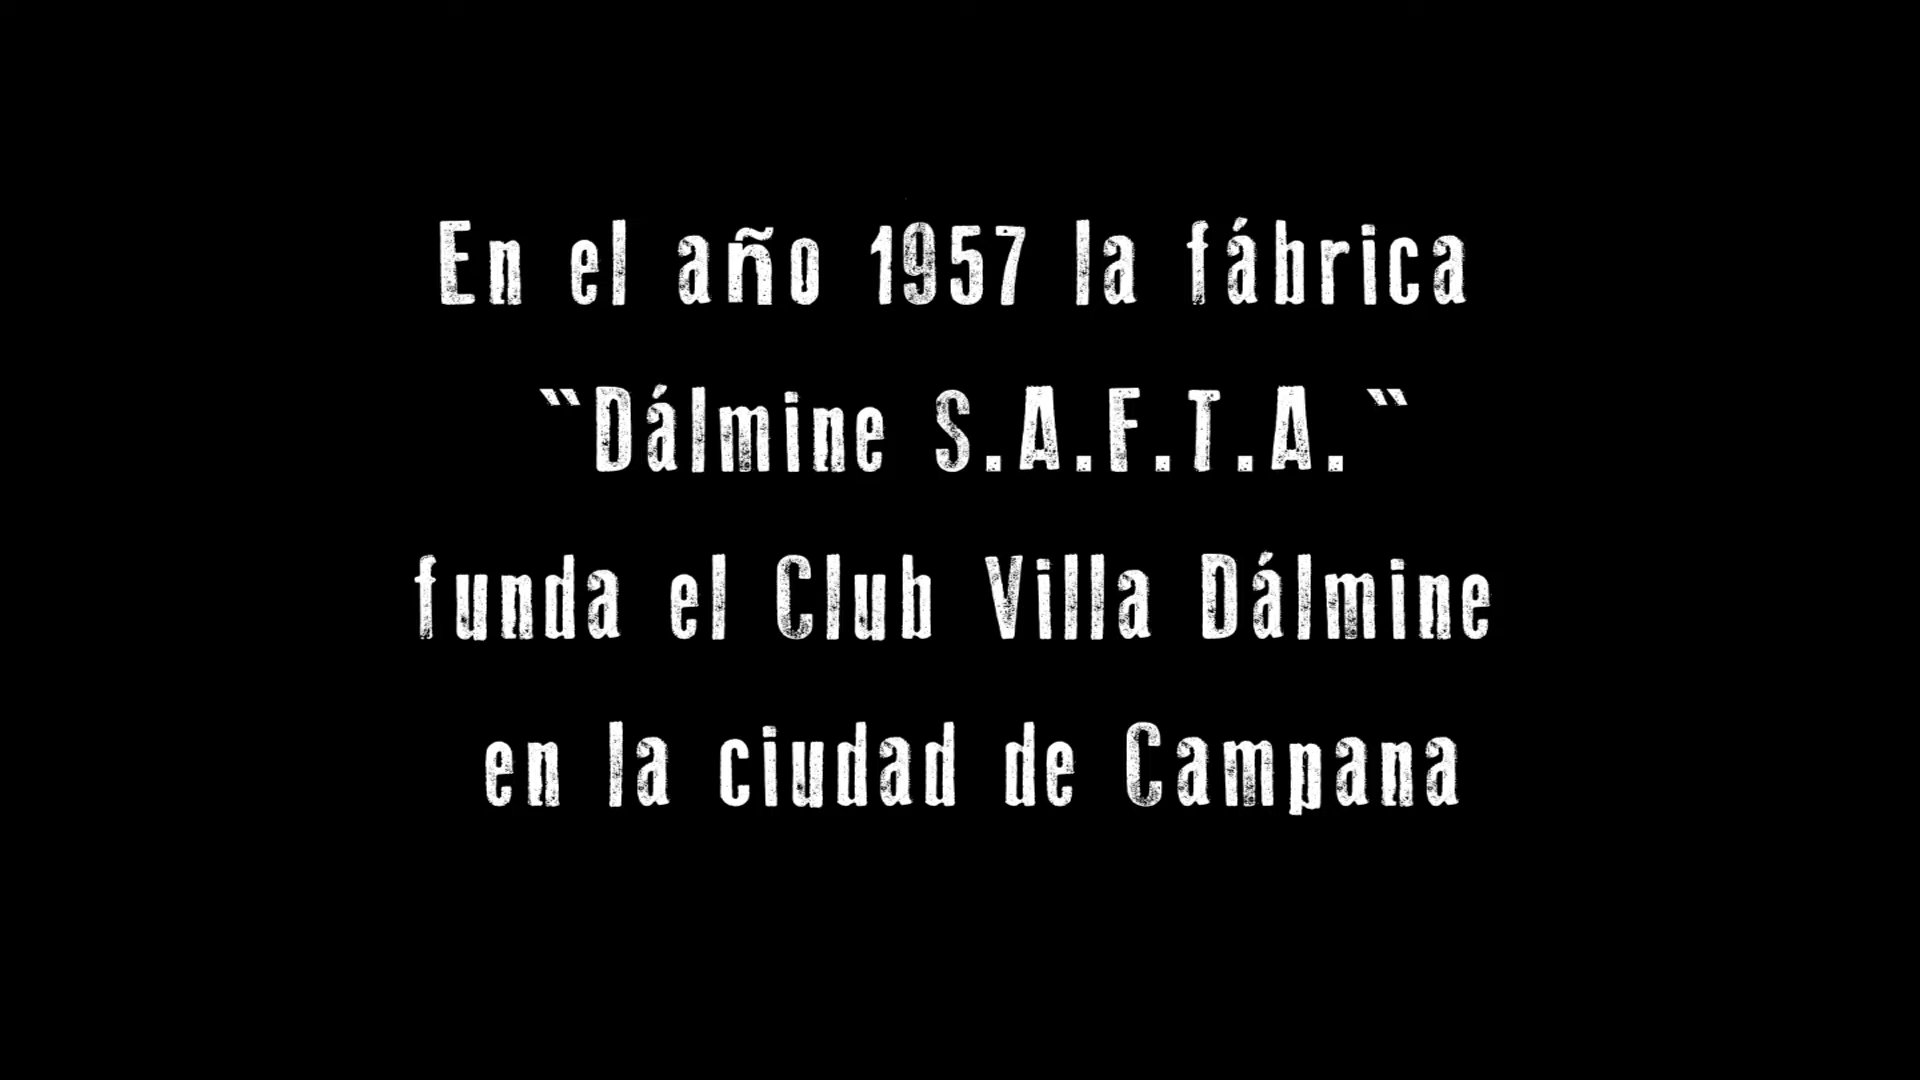 En el año 1957 la fábrica
“Dálmine S.A.F.T.A.“
funda el Club Villa Dálmine
en la ciudad de Campana